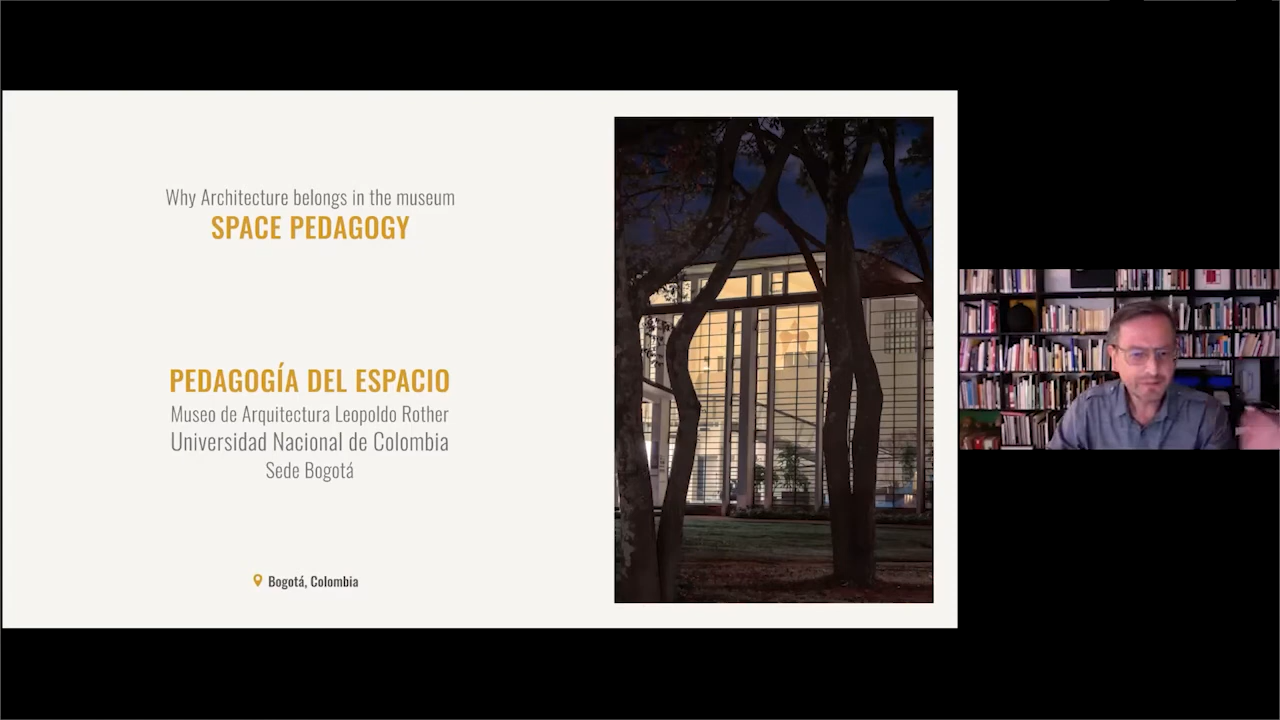 Why Architecture belongs in the museum
SPACE PEDAGOGY
PEDAGOGÍA DEL ESPACIO
Museo de Arquitectura Leopoldo Rother
Universidad Nacional de Colombia
Sede Bogotá
Bogotá, Colombia